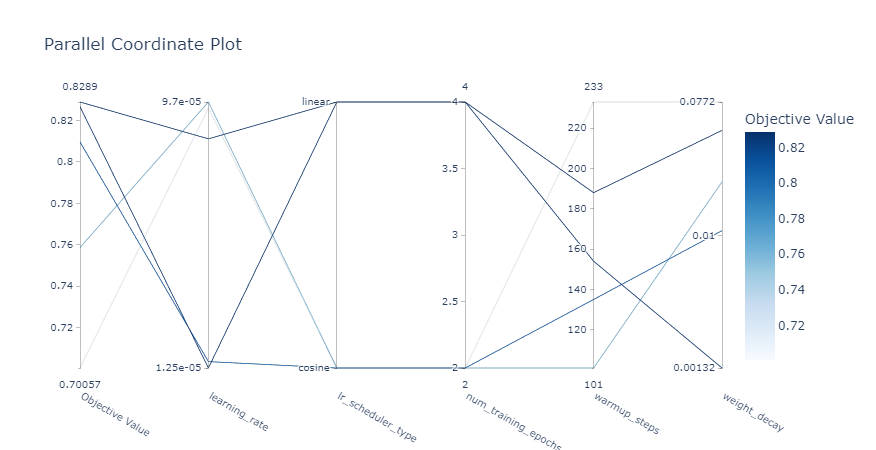 Parallel Coordinate Plot
0.8289
0.82
0.8
0.78
0.76
0.74
0.72
0.70057
Objective Value
9.7e-05
1.25e-05
learning_rate
linear
cosine
lr_scheduler_type
4
4
3.5
3
2.5
2
2
num_training_epochs
233
220
200
180
160
140
120
101
warmup_steps
0.0772
0.01
0.00132
weight_decay
Objective Value
0.82
0.8
0.78
0.76
0.74
0.72